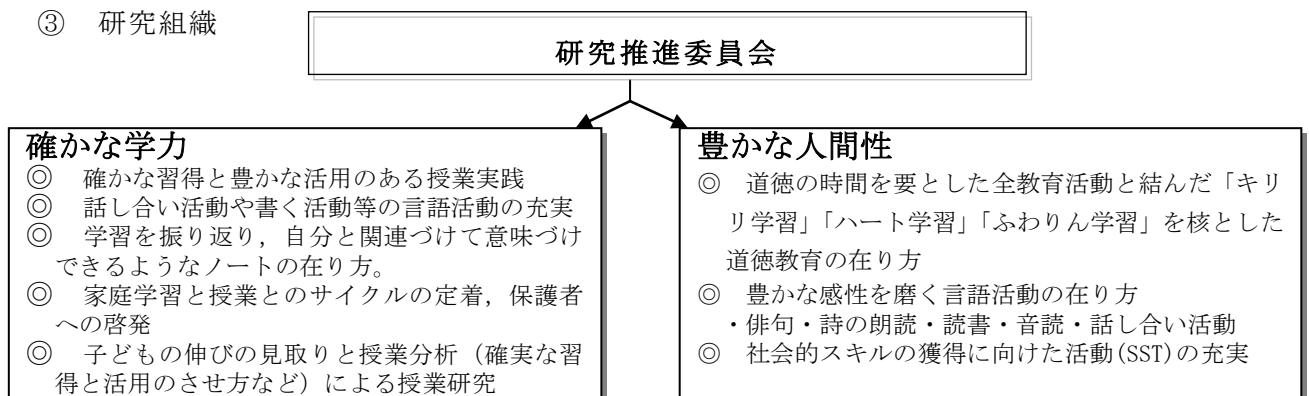 ③　研究組織
研究推進委員会
確かな学力
◎　確かな習得と豊かな活用のある授業実践
◎　話し合い活動や書く活動等の言語活動の充実
◎　学習を振り返り，自分と関連づけて意味づけ
できるようなノートの在り方。
◎　家庭学習と授業とのサイクルの定着，保護者
への啓発
◎　子どもの伸びの見取りと授業分析（確実な習
得と活用のさせ方など）による授業研究
豊かな人間性
◎　道徳の時間を要とした全教育活動と結んだ「キリ
リ学習」「ハート学習」「ふわりん学習」を核とした
道徳教育の在り方
◎　豊かな感性を磨く言語活動の在り方
・俳句・詩の朗読・読書・音読・話し合い活動
◎　社会的スキルの獲得に向けた活動(SST)の充実